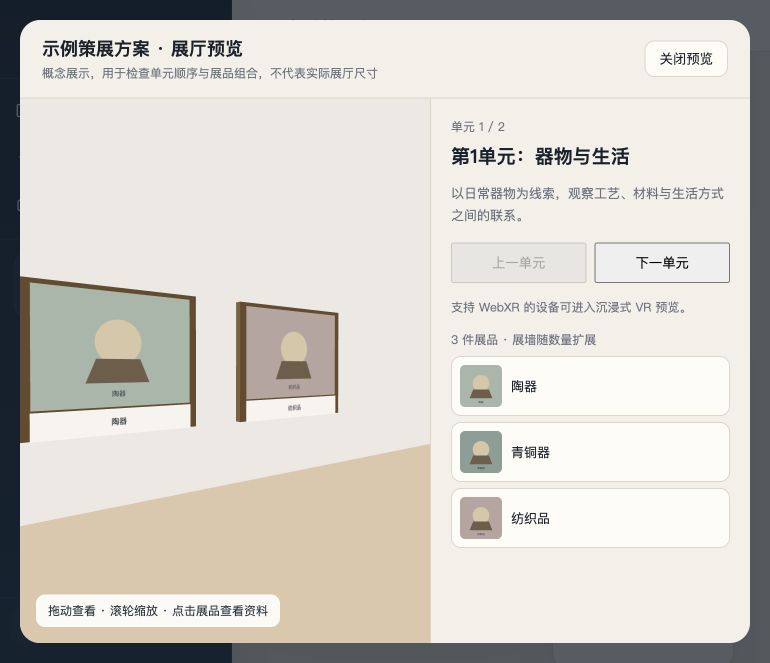 示例策展方案 · 展厅预览
概念展示，用于检查单元顺序与展品组合，不代表实际展厅尺寸
关闭预览
陶器
陶器
纺织品
纺织品
拖动查看 · 滚轮缩放 · 点击展品查看资料
单元 1 / 2
第1单元：器物与生活
以日常器物为线索，观察工艺、材料与生活方式
之间的联系。
上一单元
下一单元
支持 WebXR 的设备可进入沉浸式 VR 预览。
3 件展品 · 展墙随数量扩展
陶器
青铜器
纺织品